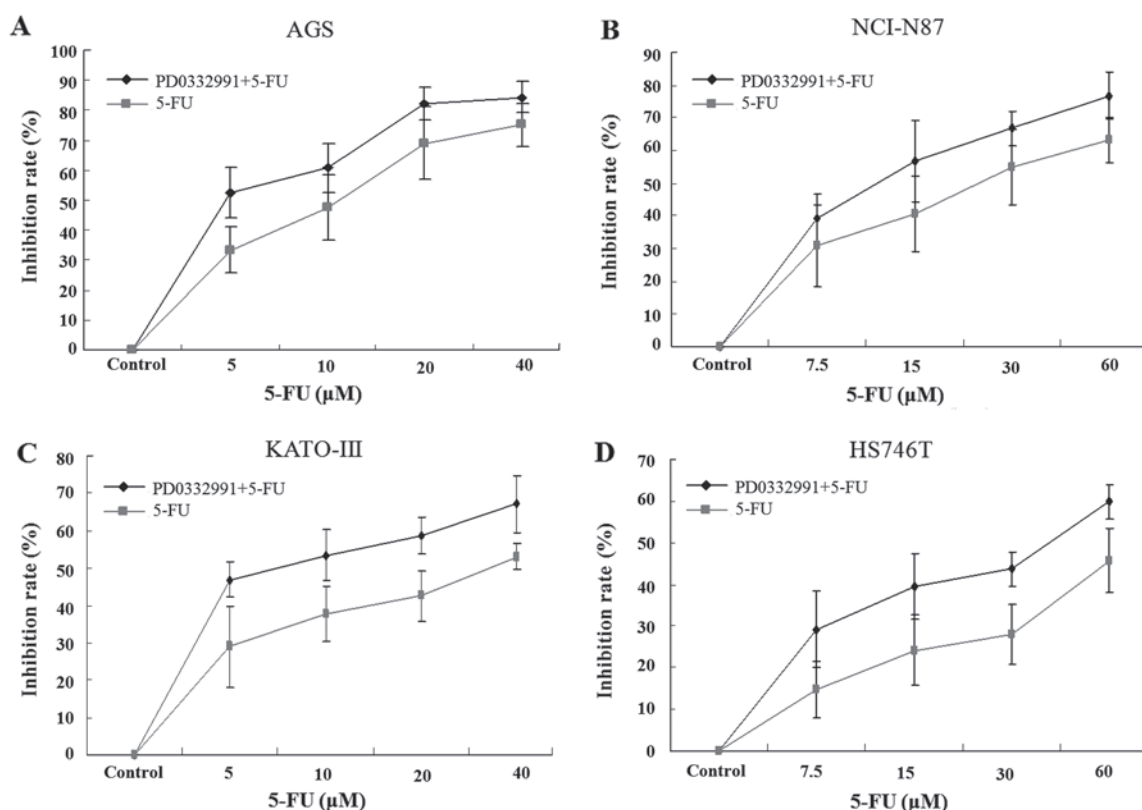 A
AGS
100
90
80
70
60
50
40
30
20
10
0
PD0332991+5-FU
5-FU
Inhibition rate (%)
Control 5 10 20 40
5-FU (μM)
B
NCI-N87
90
80
70
60
50
40
30
20
10
0
PD0332991+5-FU
5-FU
Inhibition rate (%)
Control 7.5 15 30 60
5-FU (μM)
C
KATO-III
80
70
60
50
40
30
20
10
0
PD0332991+5-FU
5-FU
Inhibition rate (%)
Control 5 10 20 40
5-FU (μM)
D
HS746T
70
60
50
40
30
20
10
0
PD0332991+5-FU
5-FU
Inhibition rate (%)
Control 7.5 15 30 60
5-FU (μM)